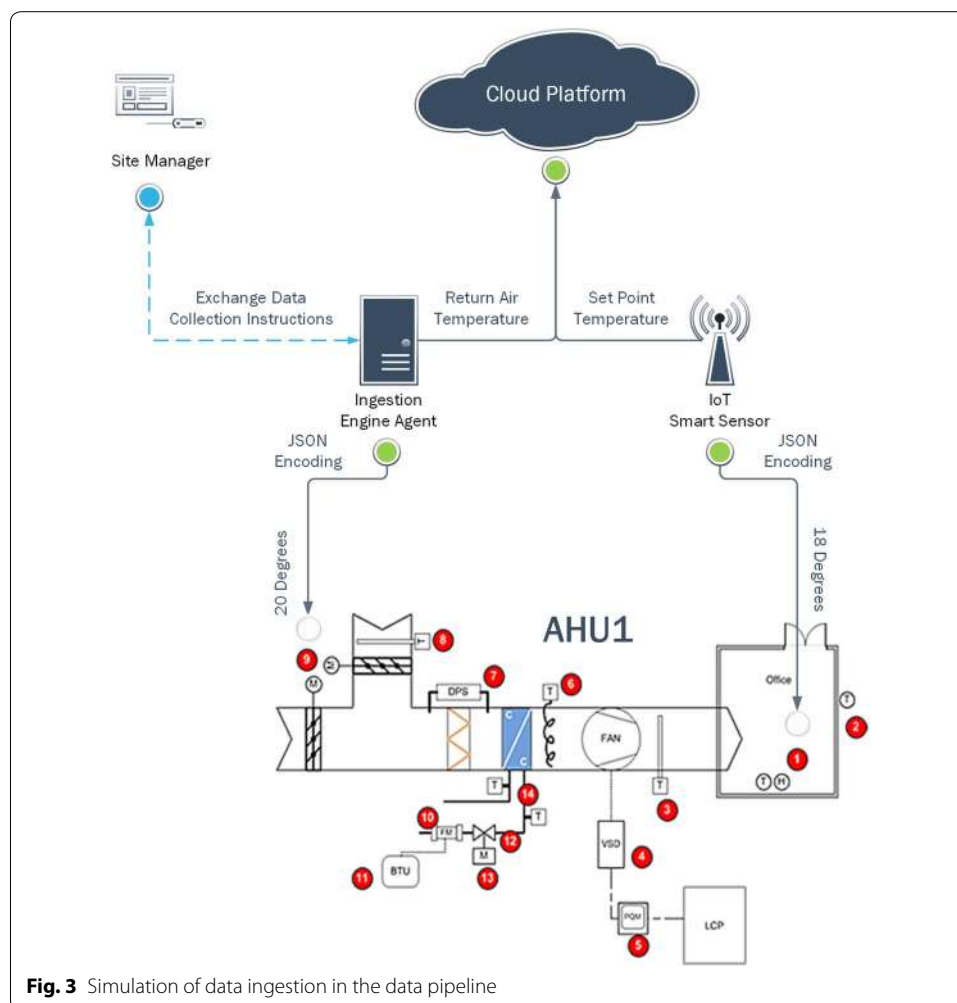 Cloud Platform
Site Manager
Exchange Data
Collection Instructions
Return Air
Temperature
Set Point
Temperature
Ingestion
Engine Agent
IoT
Smart Sensor
JSON
Encoding
JSON
Encoding
20 Degrees
18 Degrees
AHU1
9
M
M
T
8
7
DPS
T
6
C
C
FAN
Office
T
2
1
T
H
T
3
T
14
T
10
FM
12
M
13
11
BTU
VSD
4
PQM
5
LCP
Fig. 3 Simulation of data ingestion in the data pipeline